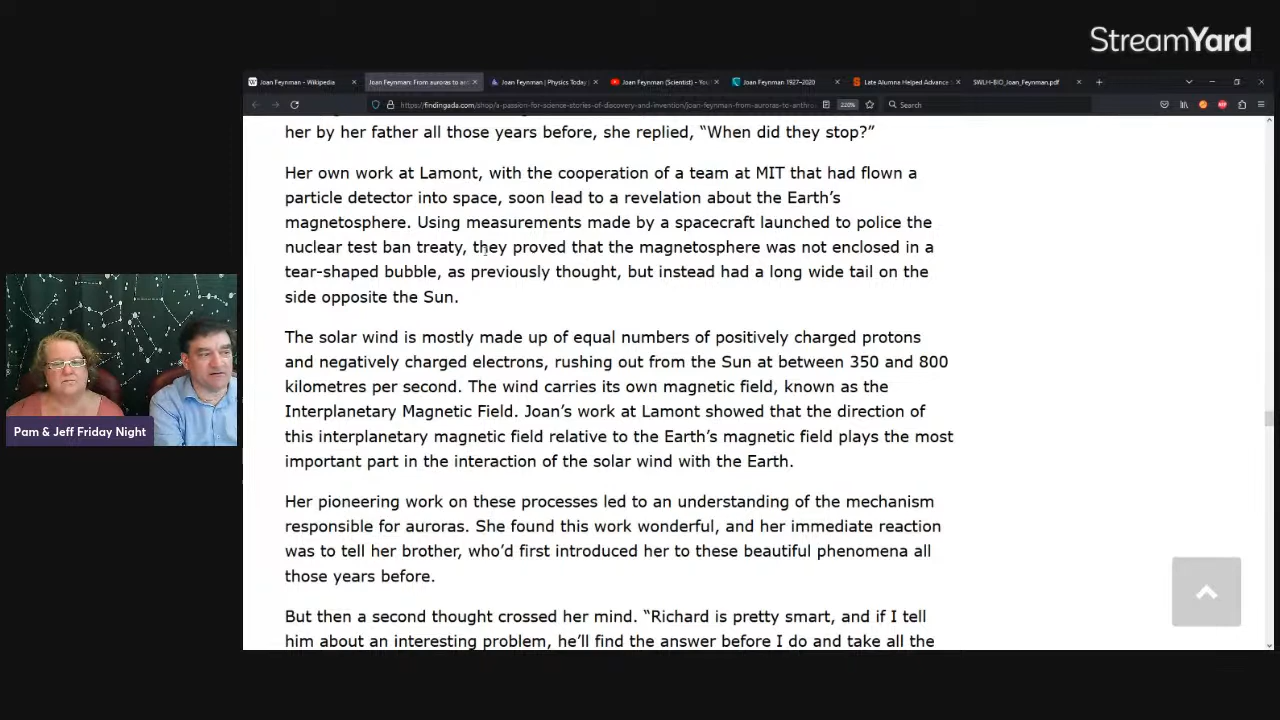 StreamYard
Joan Feynman - Wikipedia
Joan Feynman: From auroras to ant
Joan Feynman | Physics Today
Joan Feynman (Scientist) - Yo
Joan Feynman 1927–2020
Late Alumna Helped Advance
SWLH-BIO_Joan_Feynman.pdf
https://findingada.com/shop/a-passion-for-science-stories-of-discovery-and-invention/joan-feynman-from-auroras-to-anthro
220%
Search
her by her father all those years before, she replied, “When did they stop?”
Her own work at Lamont, with the cooperation of a team at MIT that had flown a
particle detector into space, soon lead to a revelation about the Earth’s
magnetosphere. Using measurements made by a spacecraft launched to police the
nuclear test ban treaty, they proved that the magnetosphere was not enclosed in a
tear-shaped bubble, as previously thought, but instead had a long wide tail on the
side opposite the Sun.
The solar wind is mostly made up of equal numbers of positively charged protons
and negatively charged electrons, rushing out from the Sun at between 350 and 800
kilometres per second. The wind carries its own magnetic field, known as the
Interplanetary Magnetic Field. Joan’s work at Lamont showed that the direction of
this interplanetary magnetic field relative to the Earth’s magnetic field plays the most
important part in the interaction of the solar wind with the Earth.
Her pioneering work on these processes led to an understanding of the mechanism
responsible for auroras. She found this work wonderful, and her immediate reaction
was to tell her brother, who’d first introduced her to these beautiful phenomena all
those years before.
But then a second thought crossed her mind. “Richard is pretty smart, and if I tell
him about an interesting problem, he’ll find the answer before I do and take all the
Pam & Jeff Friday Night